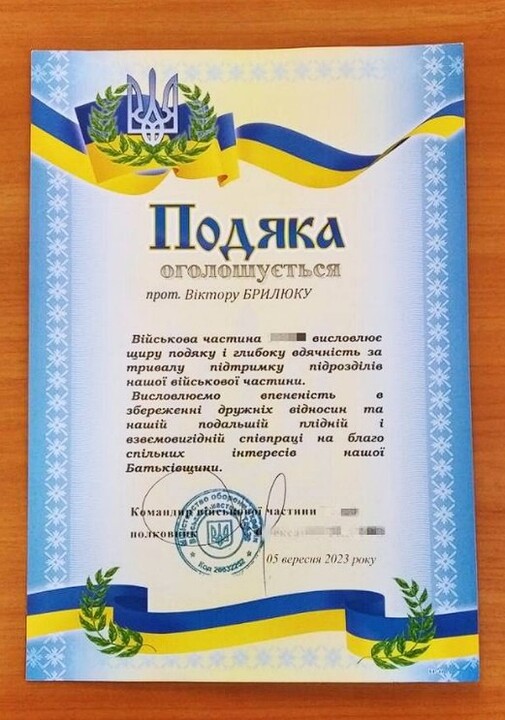 Подяка
оголошується
прот. Віктору БРИЛЮКУ
Військова частина висловлює
щиру подяку і глибоку вдячність за
тривалу підтримку підрозділів
нашої військової частини.
Висловлюємо впевненість в
збереженні дружніх відносин та
нашій подальшій плідній і
взвємовигідній співпраці на благо
спільних інтересів нашої
Батьківщини.
Командир військової частини
полковник
05 вересня 2023 року